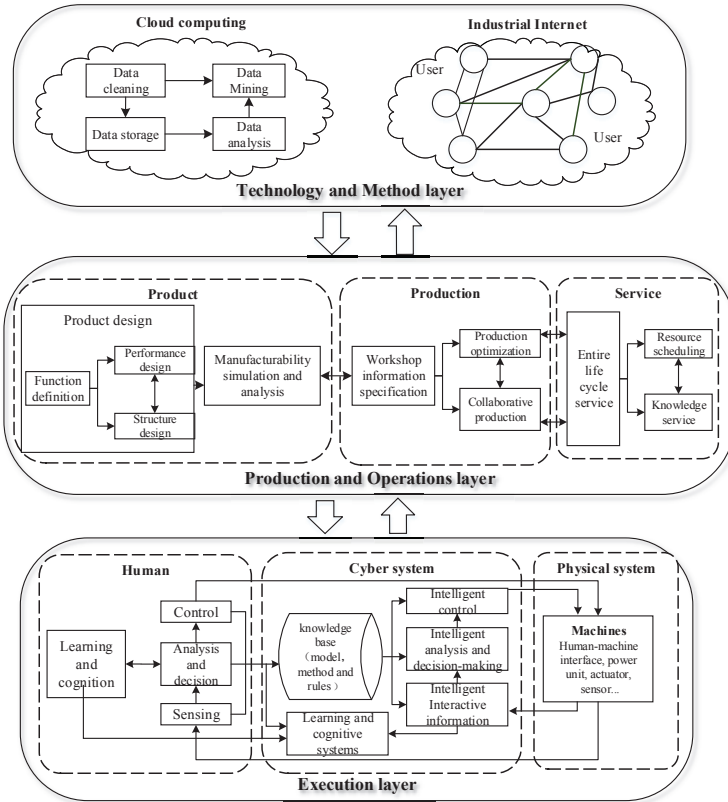 Cloud computing
Industrial Internet
Data
cleaning
Data
Mining
Data storage
Data
analysis
User
User
Technology and Method layer
Product
Production
Service
Product design
Function
definition
Performance
design
Structure
design
Manufacturability
simulation and
analysis
Workshop
information
specification
Production
optimization
Collaborative
production
Entire
life
cycle
service
Resource
scheduling
Knowledge
service
Production and Operations layer
Human
Cyber system
Physical system
Learning
and
cognition
Control
Analysis
and
decision
Sensing
knowledge
base
(model,
method and
rules)
Learning and
cognitive
systems
Intelligent
control
Intelligent
analysis and
decision-making
Intelligent
Interactive
information
Machines
Human-machine
interface, power
unit, actuator,
sensor...
Execution layer